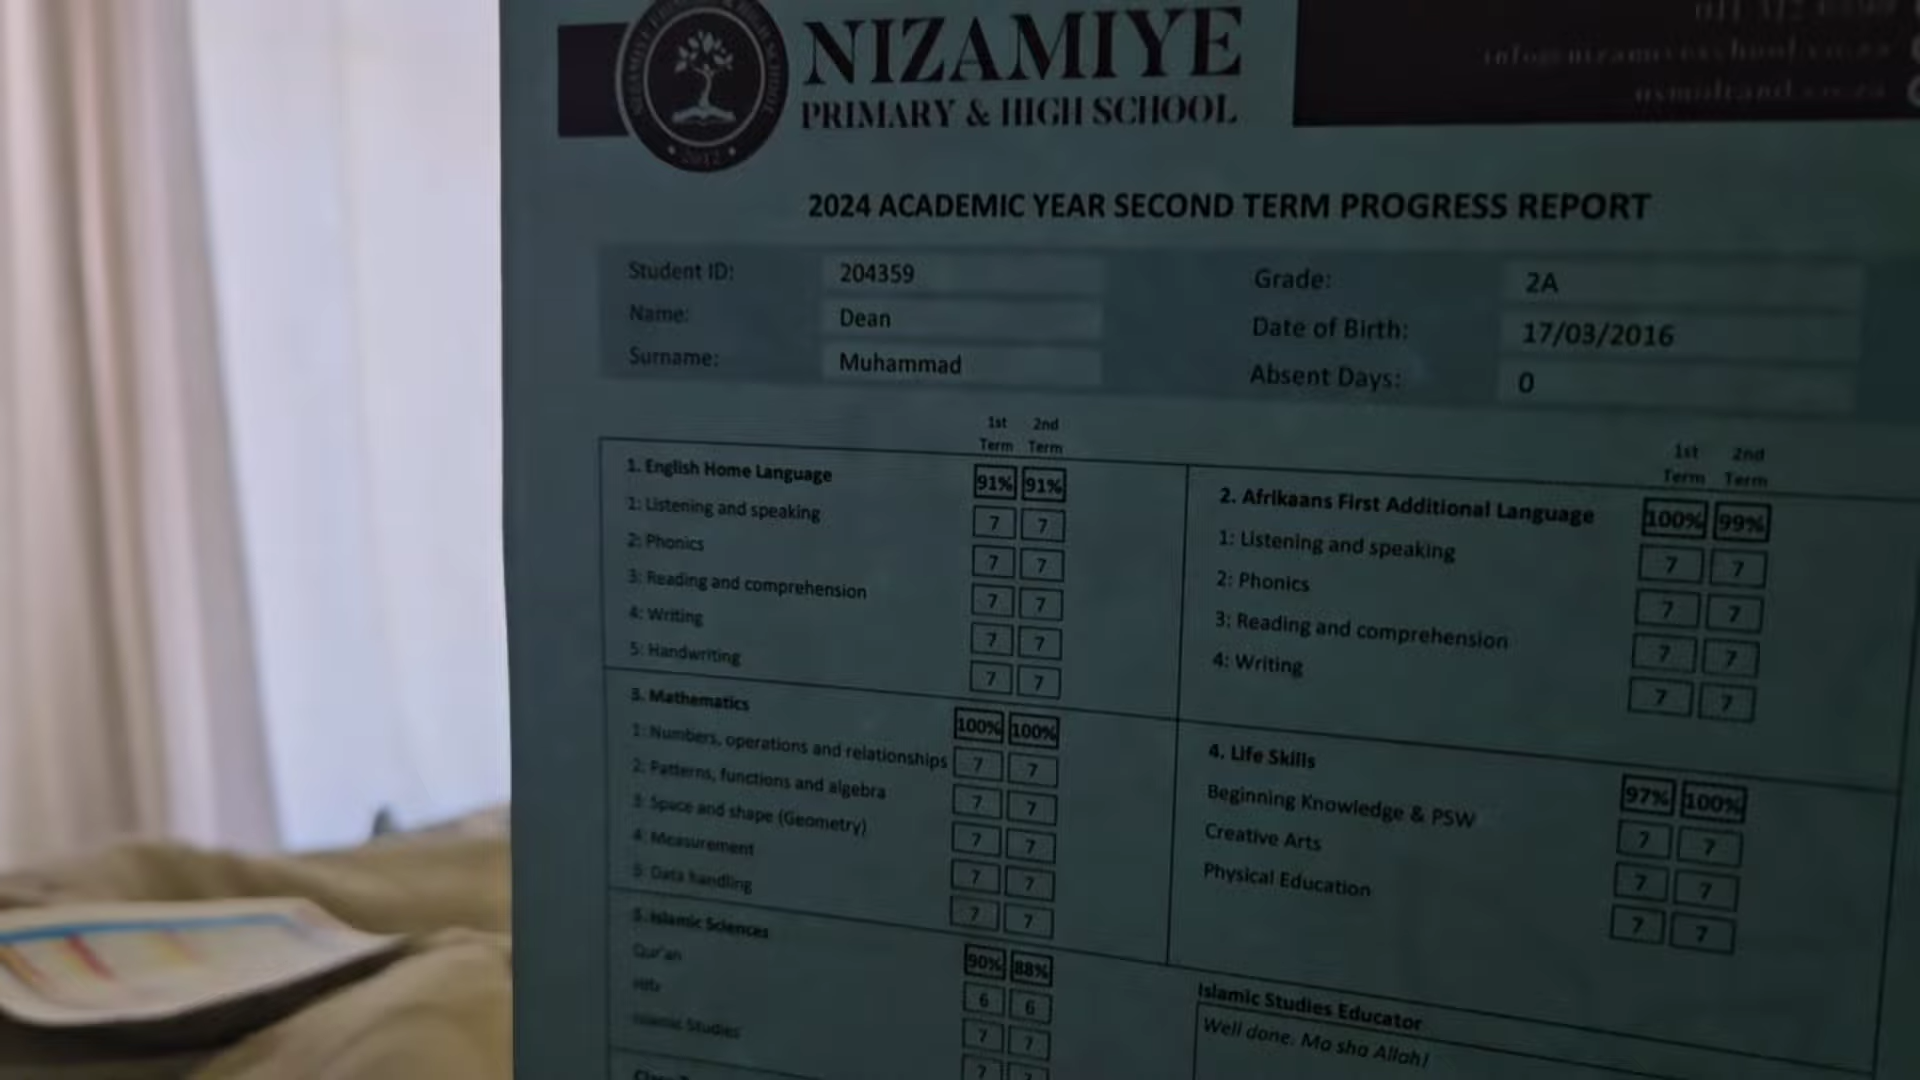 NIZAMIYE
PRIMARY & HIGH SCHOOL
2012
2024 ACADEMIC YEAR SECOND TERM PROGRESS REPORT
Student ID: 204359
Name: Dean
Surname: Muhammad
Grade: 2A
Date of Birth: 17/03/2016
Absent Days: 0
1st Term 2nd Term
1. English Home Language 91% 91%
1: Listening and speaking 7 7
2: Phonics 7 7
3: Reading and comprehension 7 7
4: Writing 7 7
5: Handwriting 7 7
1st Term 2nd Term
2. Afrikaans First Additional Language 100% 99%
1: Listening and speaking 7 7
2: Phonics 7 7
3: Reading and comprehension 7 7
4: Writing 7 7
3. Mathematics 100% 100%
1: Numbers, operations and relationships 7 7
2: Patterns, functions and algebra 7 7
3: Space and shape (Geometry) 7 7
4: Measurement 7 7
5: Data handling 7 7
4. Life Skills 97% 100%
Beginning Knowledge & PSW 7 7
Creative Arts 7 7
Physical Education 7 7
5. Islamic Sciences 90% 88%
Qur'an 6 6
Hifz 7 7
Islamic Studies 7 7
Islamic Studies Educator
Well done. Ma sha Allah!